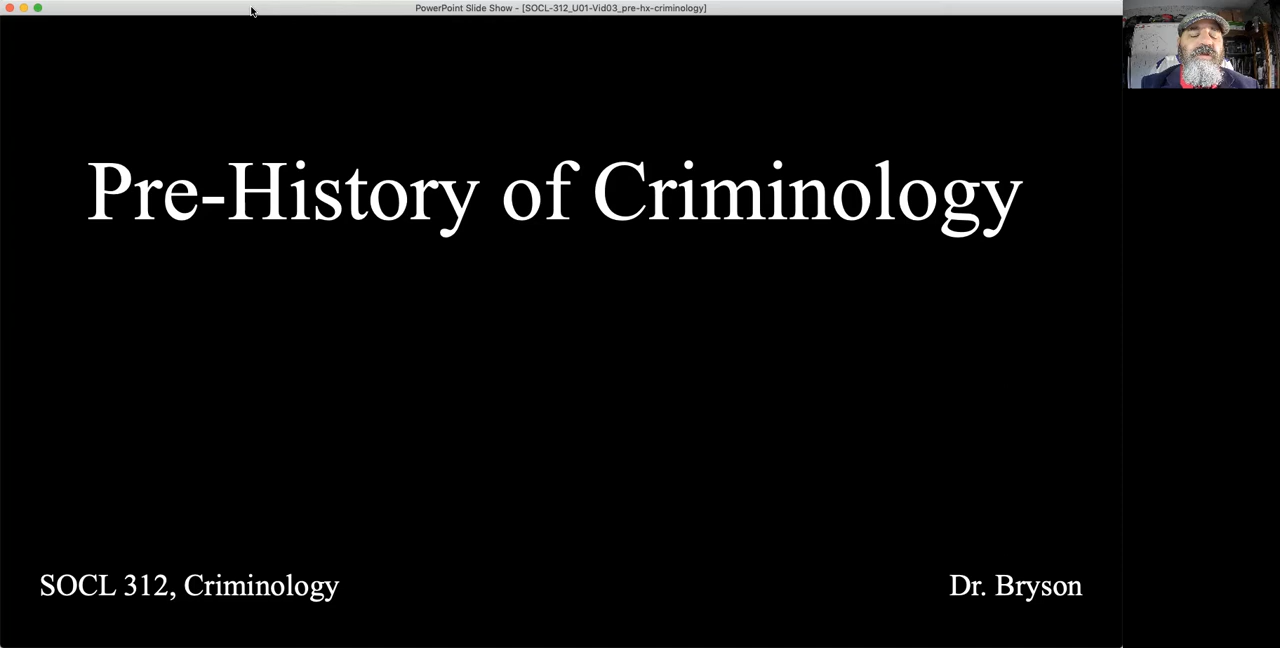 PowerPoint Slide Show - [SOCL-312_U01-Vid03_pre-hx-criminology]
Pre-History of Criminology
SOCL 312, Criminology
Dr. Bryson